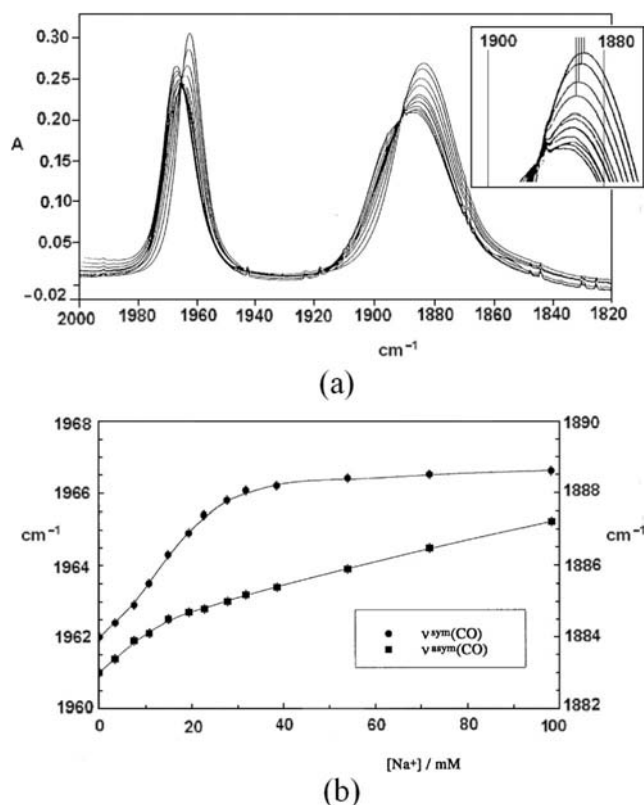 0.30
0.25
0.20
A
0.15
0.10
0.05
−0.02
2000 1980 1960 1940 1920 1900 1880 1860 1840 1820
cm⁻¹
1900
1880
(a)
1968
1966
cm⁻¹
1964
1962
1960
1890
1888
cm⁻¹
1886
1884
1882
νˢʸᵐ(CO)
νᵃˢʸᵐ(CO)
0 20 40 60 80 100
[Na⁺] / mM
(b)